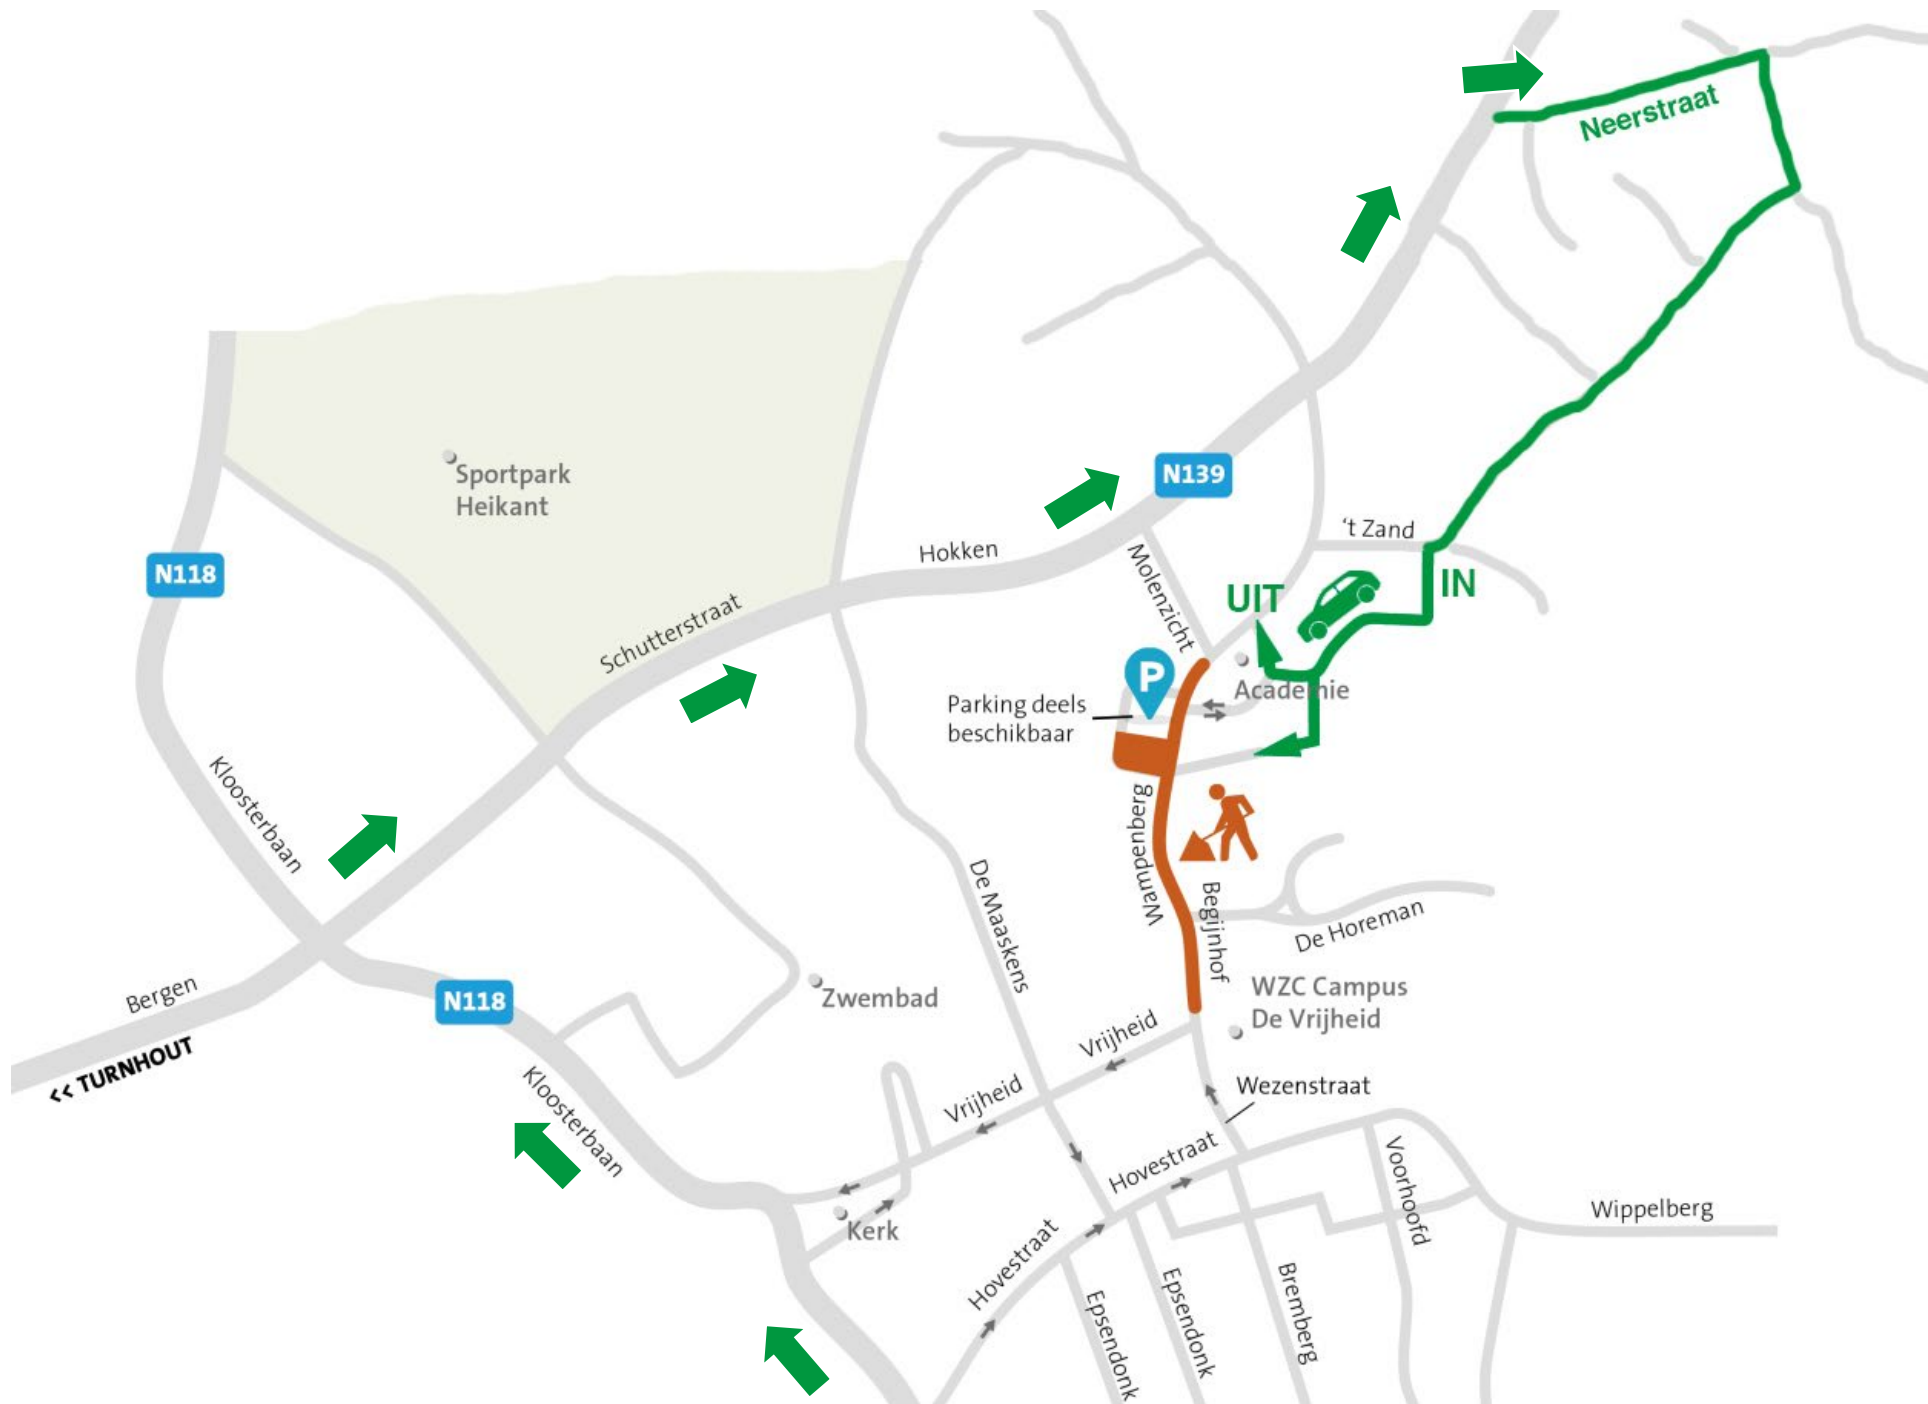 Neerstraat
Sportpark
Heikant
N139
't Zand
Hokken
Molenzicht
N118
UIT
IN
Schutterstraat
P
Academie
Parking deels
beschikbaar
Kloosterbaan
Wampenberg
Begijnhof
De Maaskens
De Horeman
Bergen
<< TURNHOUT
N118
Zwembad
WZC Campus
De Vrijheid
Vrijheid
Vrijheid
Kloosterbaan
Wezenstraat
Hovestraat
Voorhoofd
Kerk
Wippelberg
Hovestraat
Epsendonk
Epsendonk
Bremberg